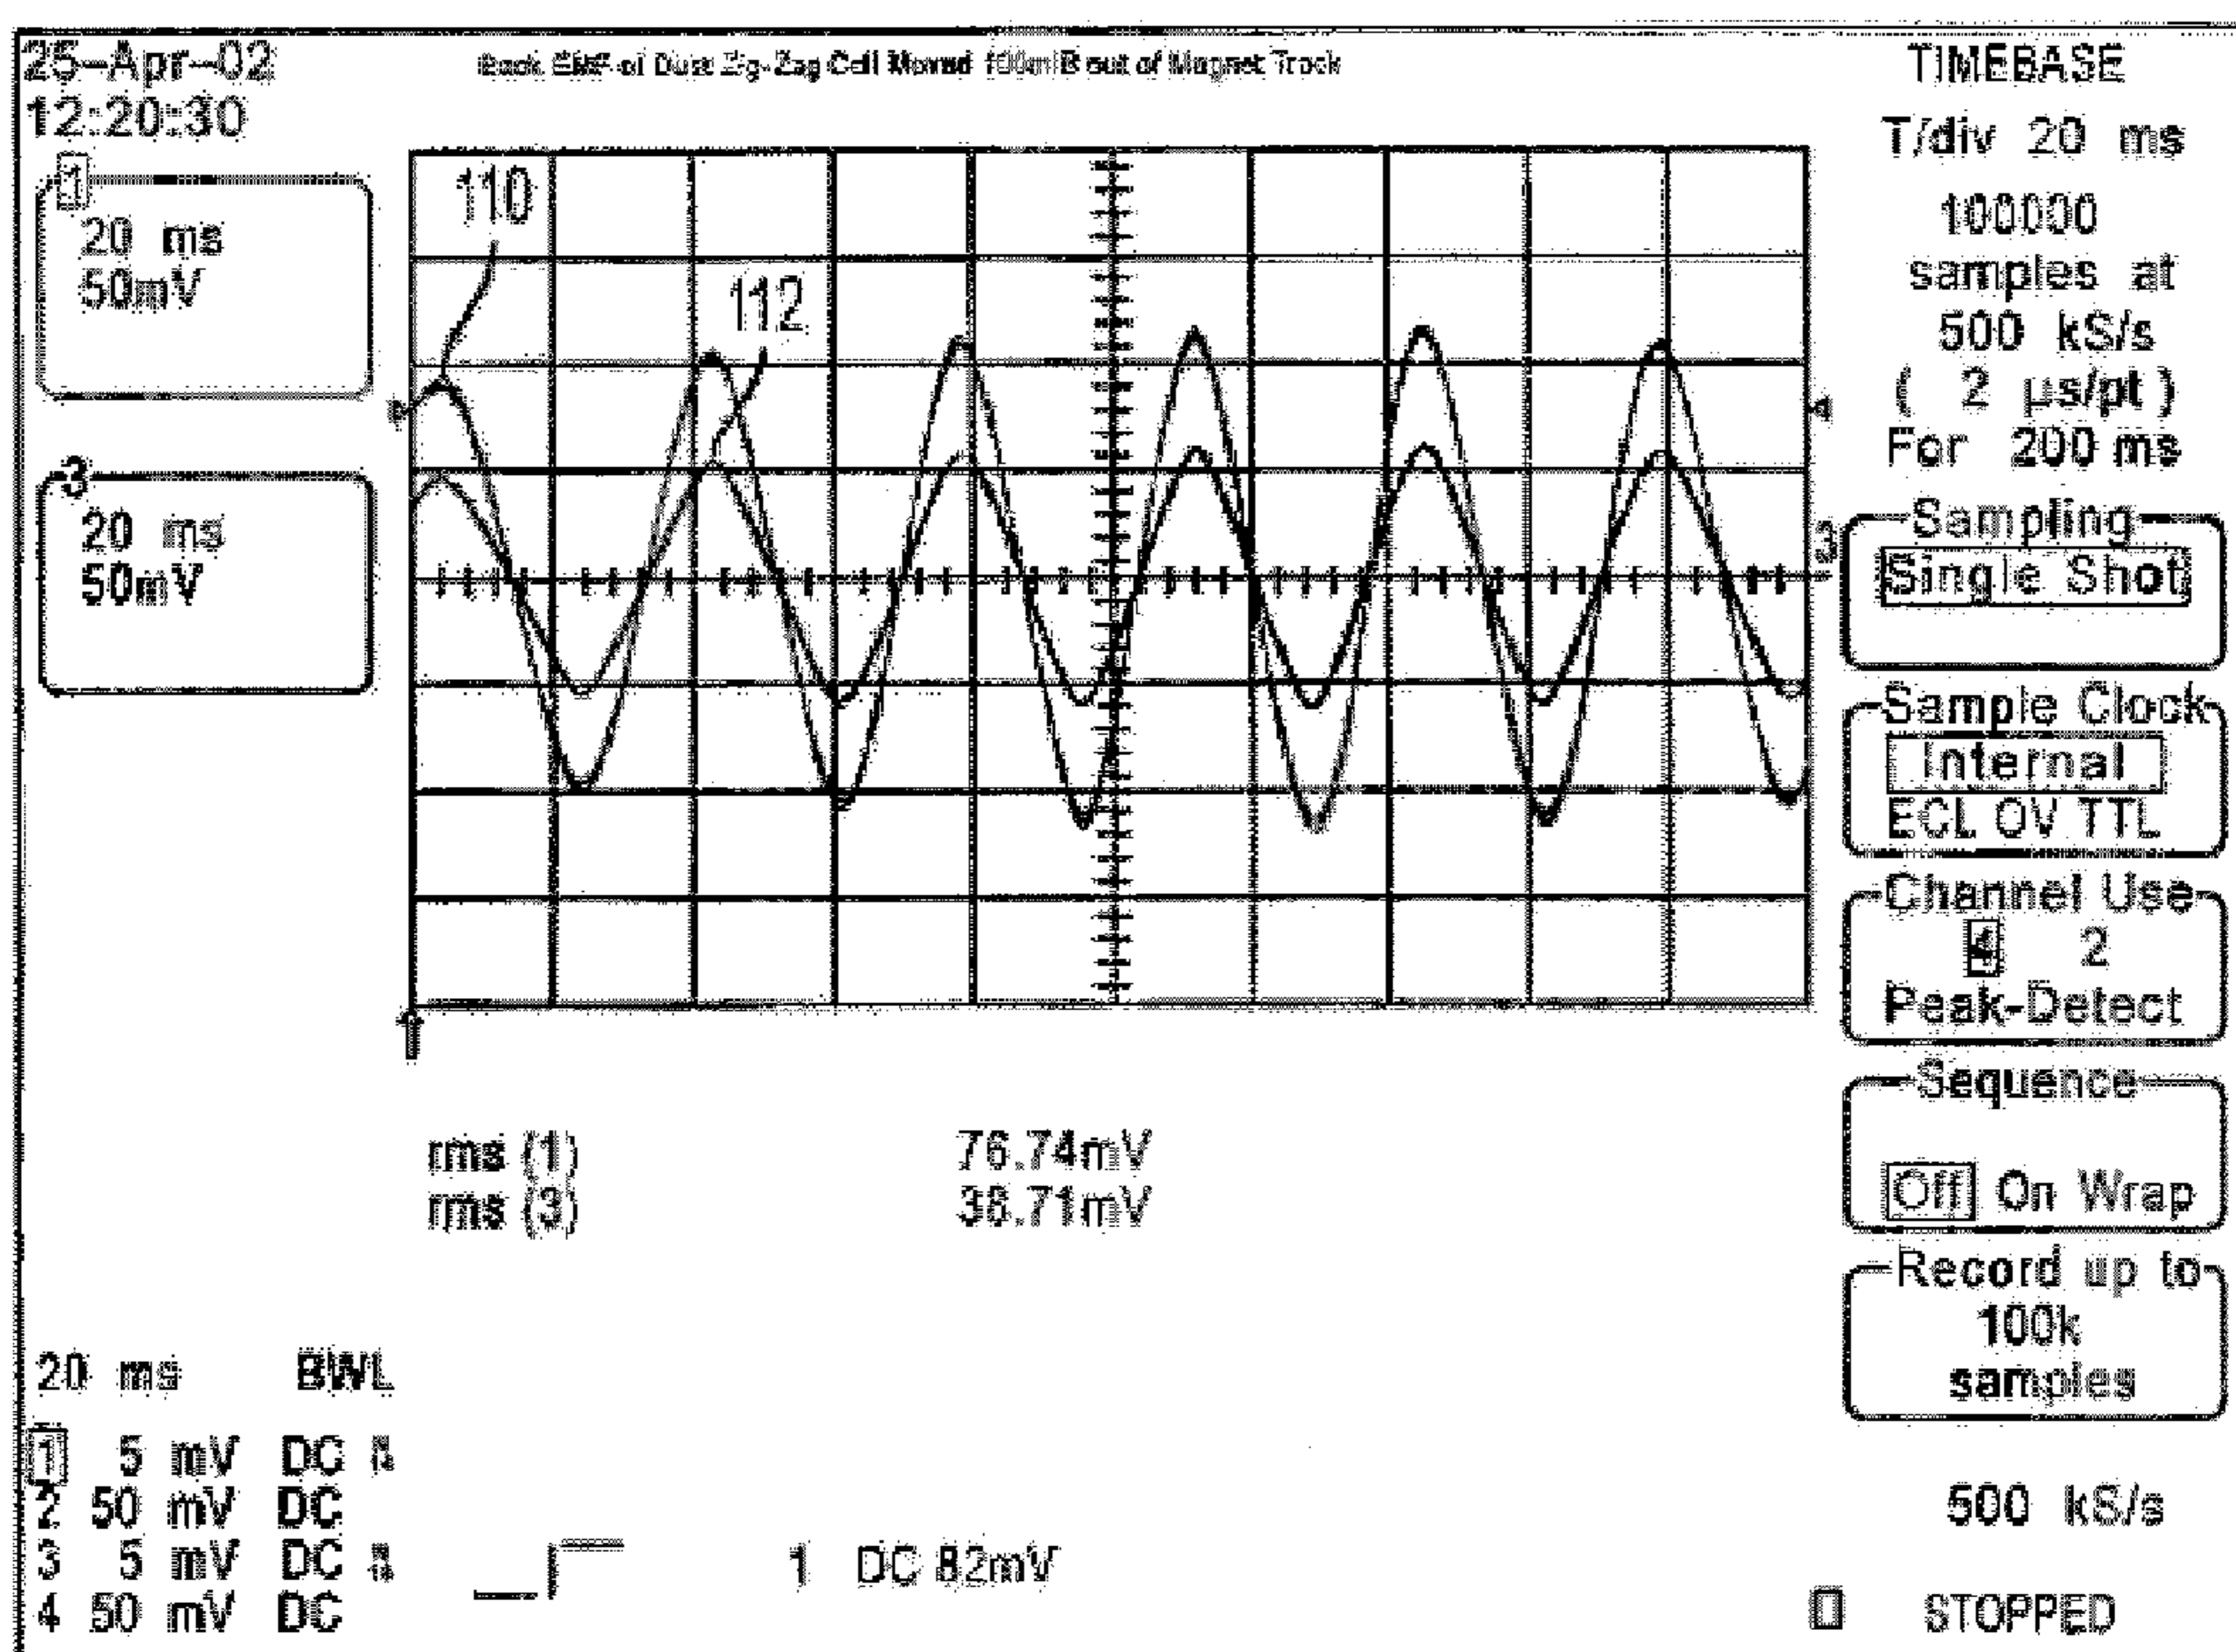 25-Apr-02
12:20:30
Back EMF of Dust Zig-Zag Coil Moved out of Magnet Track
1
20 ms
50mV
3
20 ms
50mV
110
112
4
3
TIMEBASE
T/div 20 ms
100000
samples at
500 kS/s
( 2 µs/pt )
For 200 ms
Sampling
Single Shot
Sample Clock
Internal
ECL OV TTL
Channel Use
4 2
Peak-Detect
Sequence
Off On Wrap
Record up to
100k
samples
rms (1) 76.74mV
rms (3) 38.71mV
20 ms BWL
1 5 mV DC
2 50 mV DC
3 5 mV DC
4 50 mV DC
1 DC 82mV
500 kS/s
STOPPED